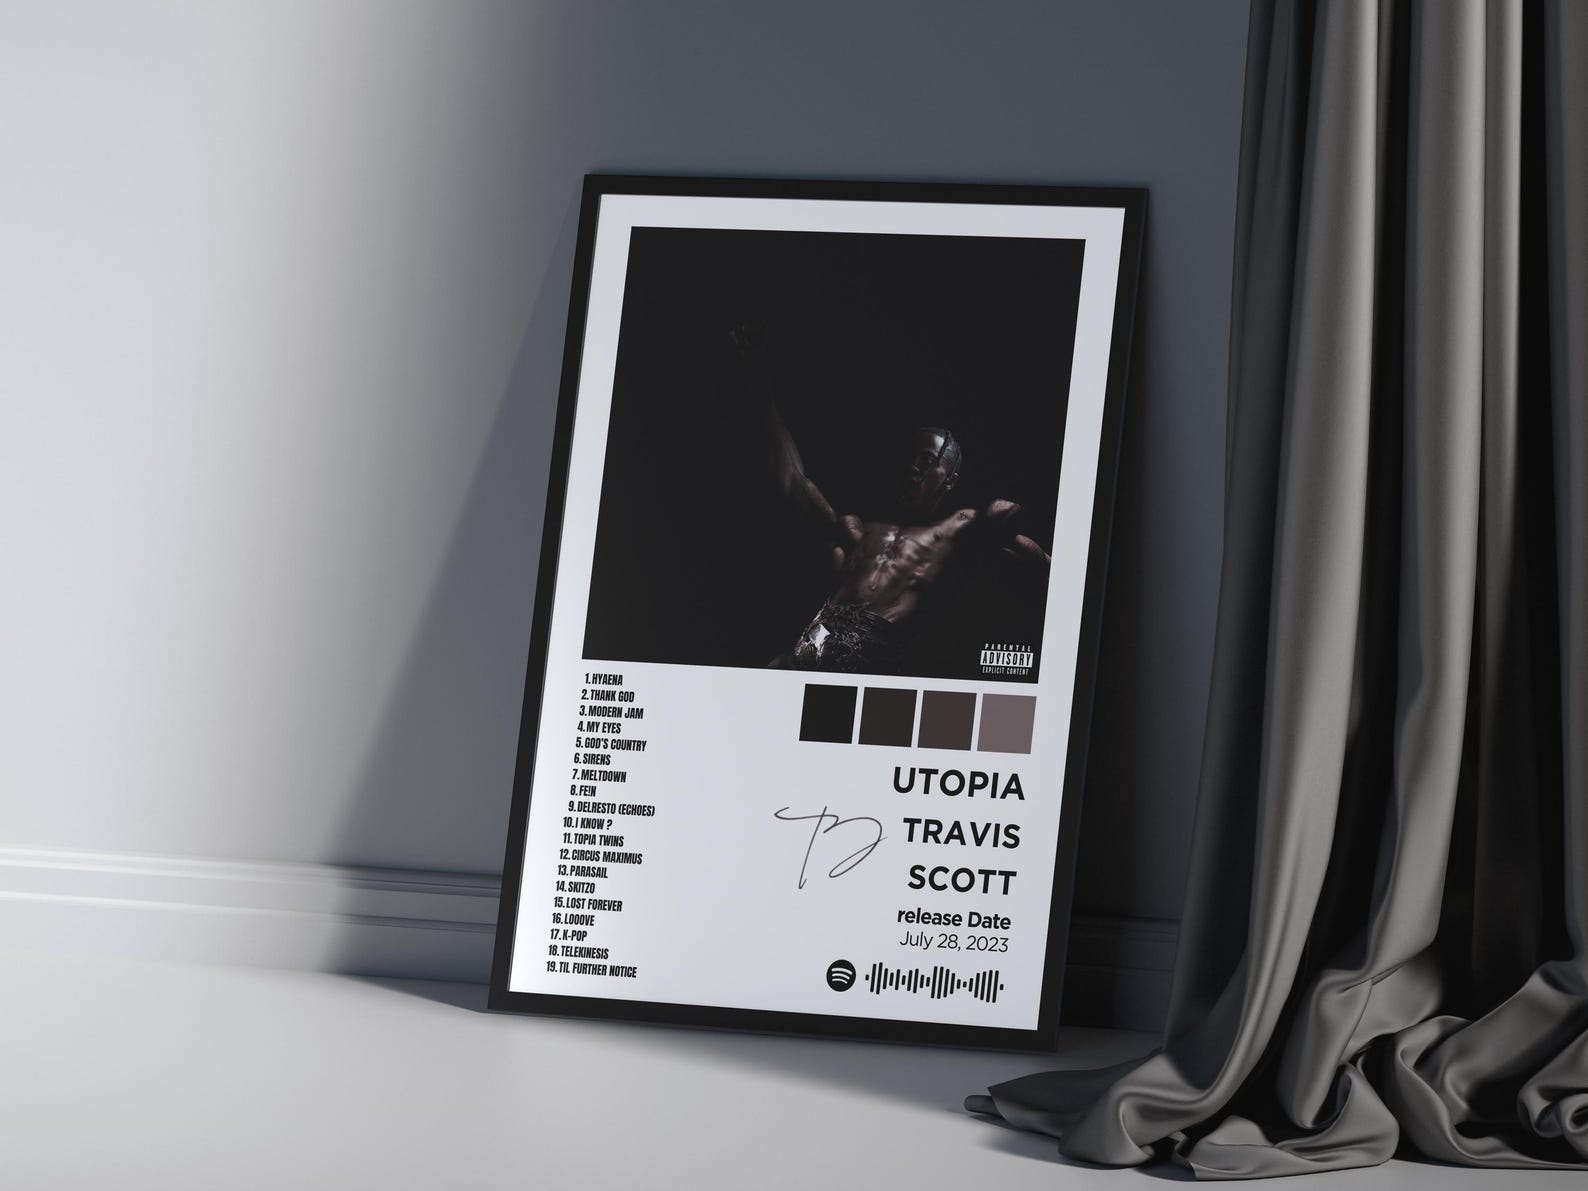 PARENTAL
ADVISORY
EXPLICIT CONTENT
1. HYAENA
2. THANK GOD
3. MODERN JAM
4. MY EYES
5. GOD'S COUNTRY
6. SIRENS
7. MELTDOWN
8. FE!N
9. DELRESTO (ECHOES)
10. I KNOW ?
11. TOPIA TWINS
12. CIRCUS MAXIMUS
13. PARASAIL
14. SKITZO
15. LOST FOREVER
16. LOOOVE
17. K-POP
18. TELEKINESIS
19. TIL FURTHER NOTICE
UTOPIA
TRAVIS
SCOTT
release Date
July 28, 2023